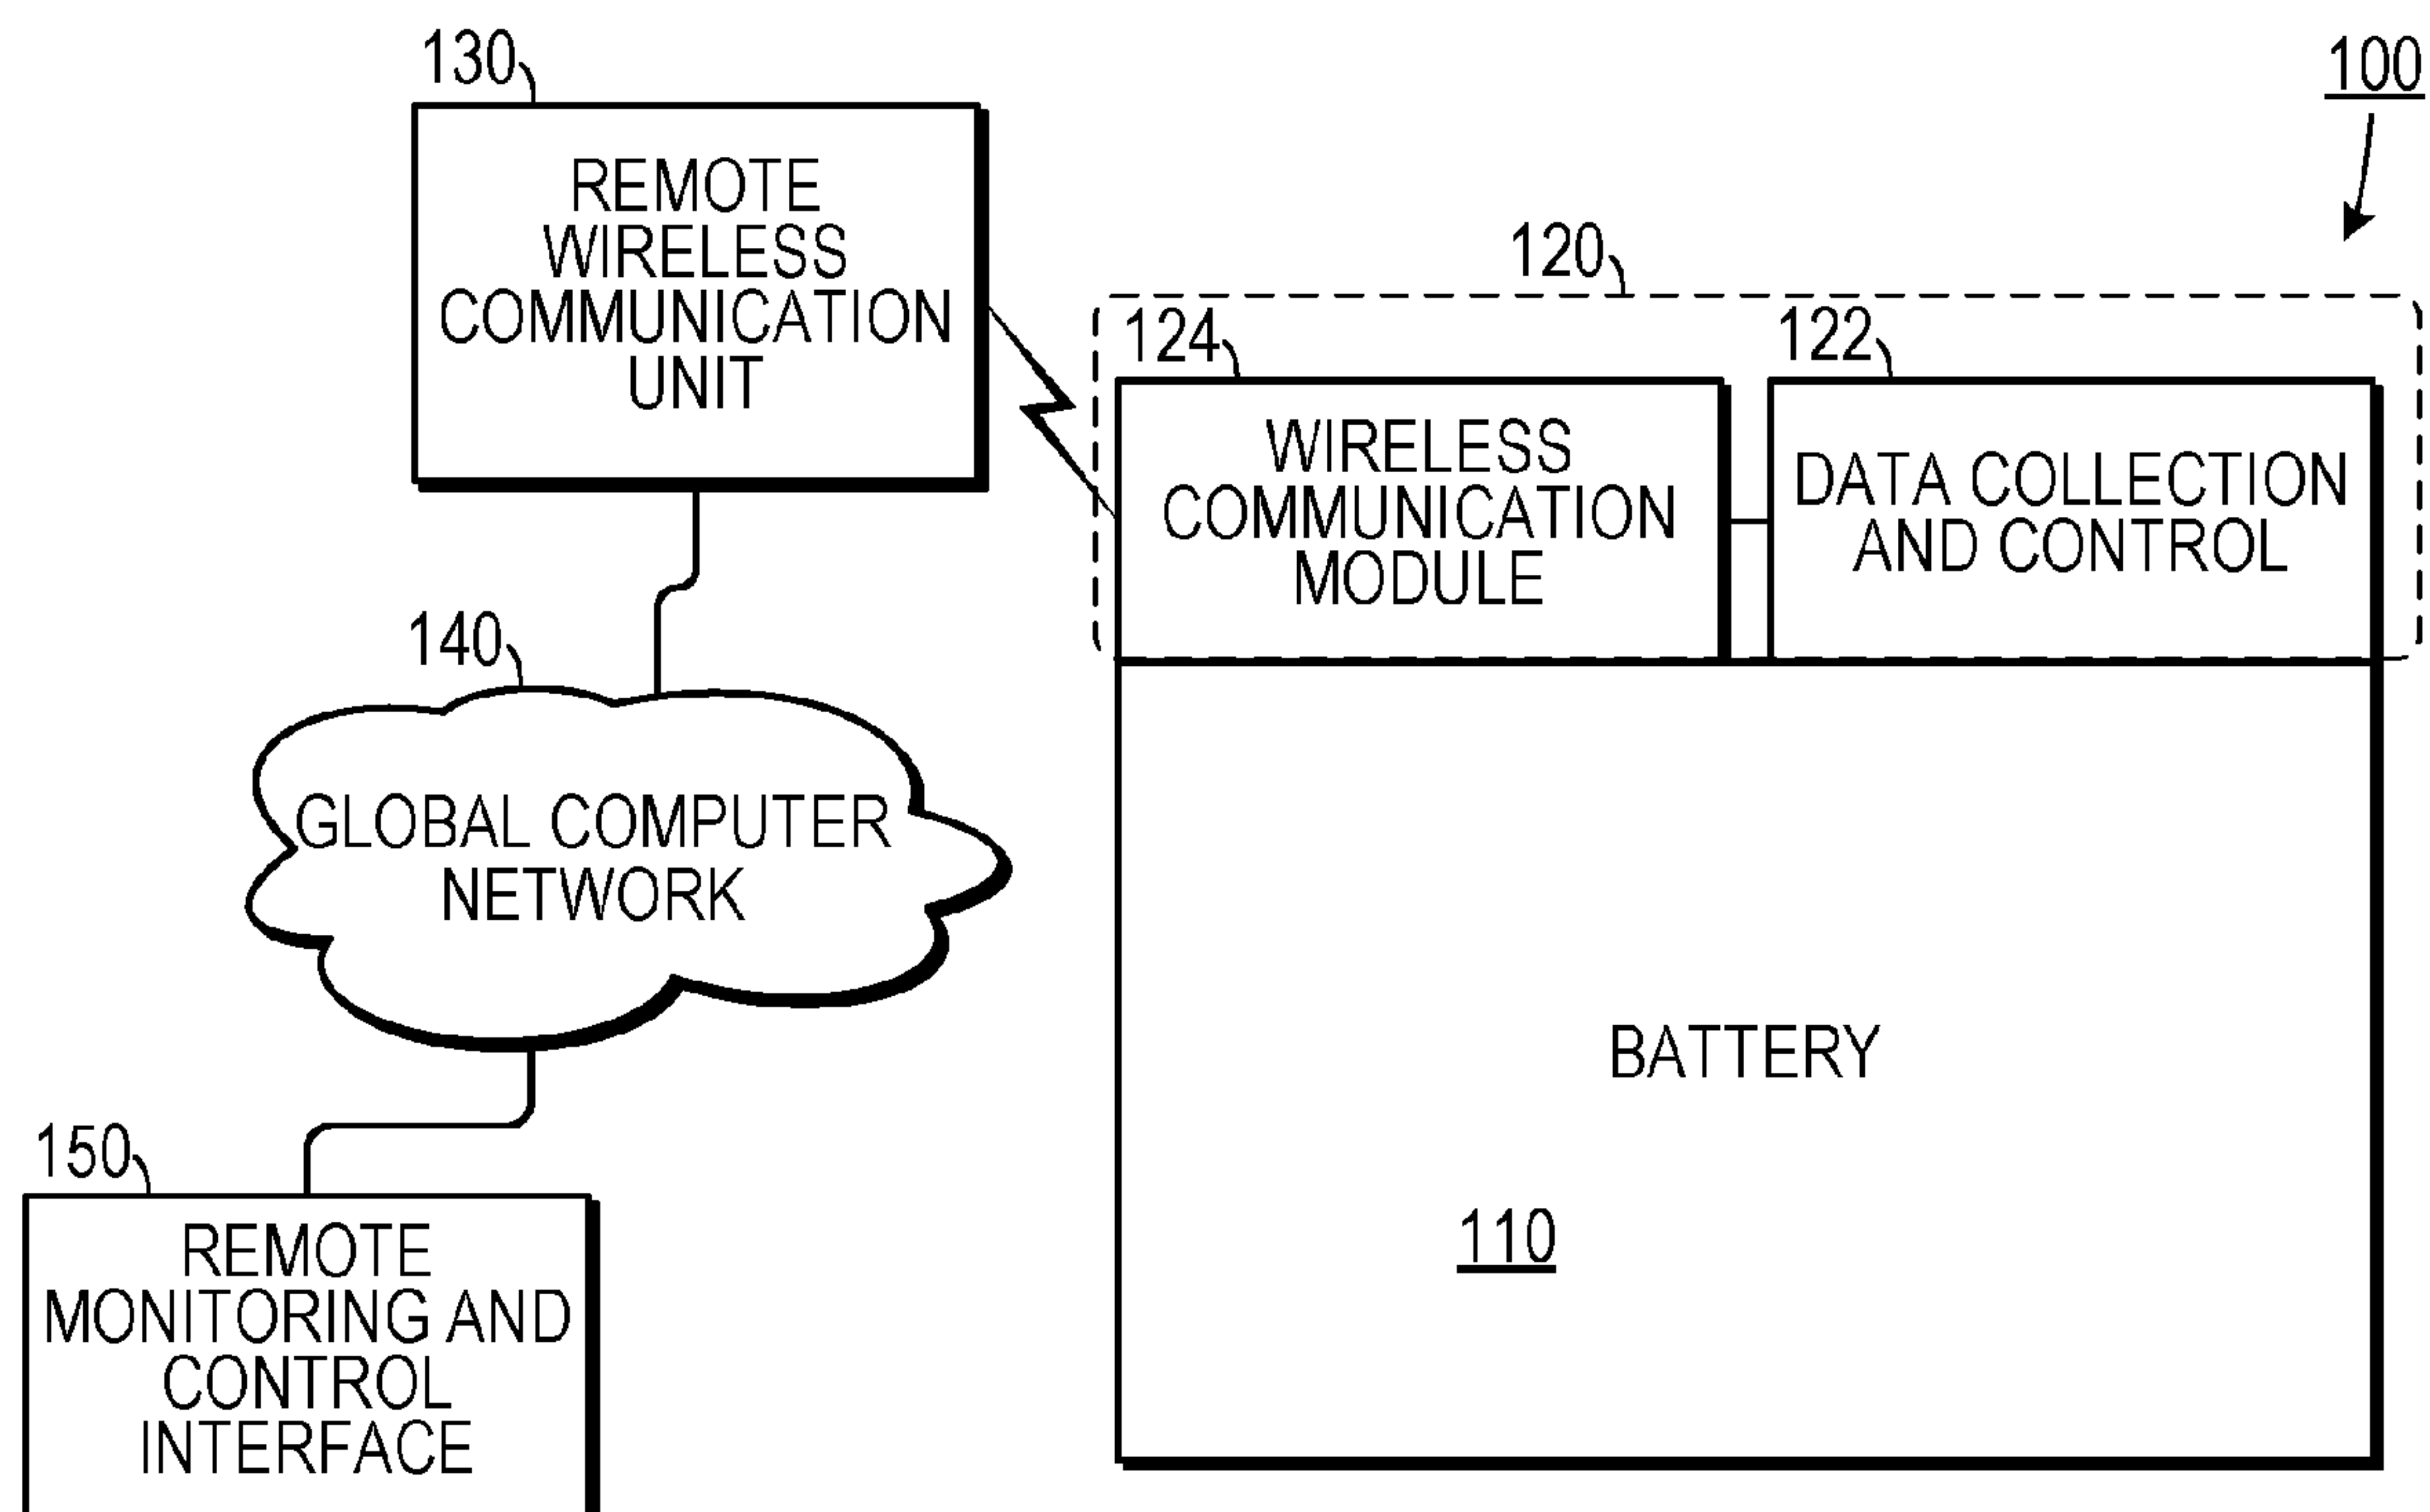 130
REMOTE
WIRELESS
COMMUNICATION
UNIT
100
120
124
WIRELESS
COMMUNICATION
MODULE
122
DATA COLLECTION
AND CONTROL
140
GLOBAL COMPUTER
NETWORK
BATTERY
110
150
REMOTE
MONITORING AND
CONTROL
INTERFACE